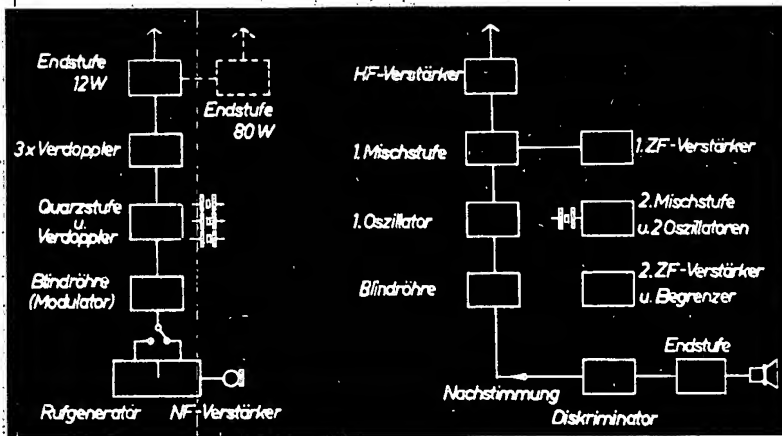 Endstufe
12W
Endstufe
80W
3x Verdoppler
Quarzstufe
u.
Verdoppler
Blindröhre
(Modulator)
Rufgenerator
NF-Verstärker
HF-Verstärker
1. Mischstufe
1. ZF-Verstärker
1. Oszillator
2. Mischstufe
u. 2 Oszillatoren
Blindröhre
2. ZF-Verstärker
u. Begrenzer
Endstufe
Nachstimmung
Diskriminator